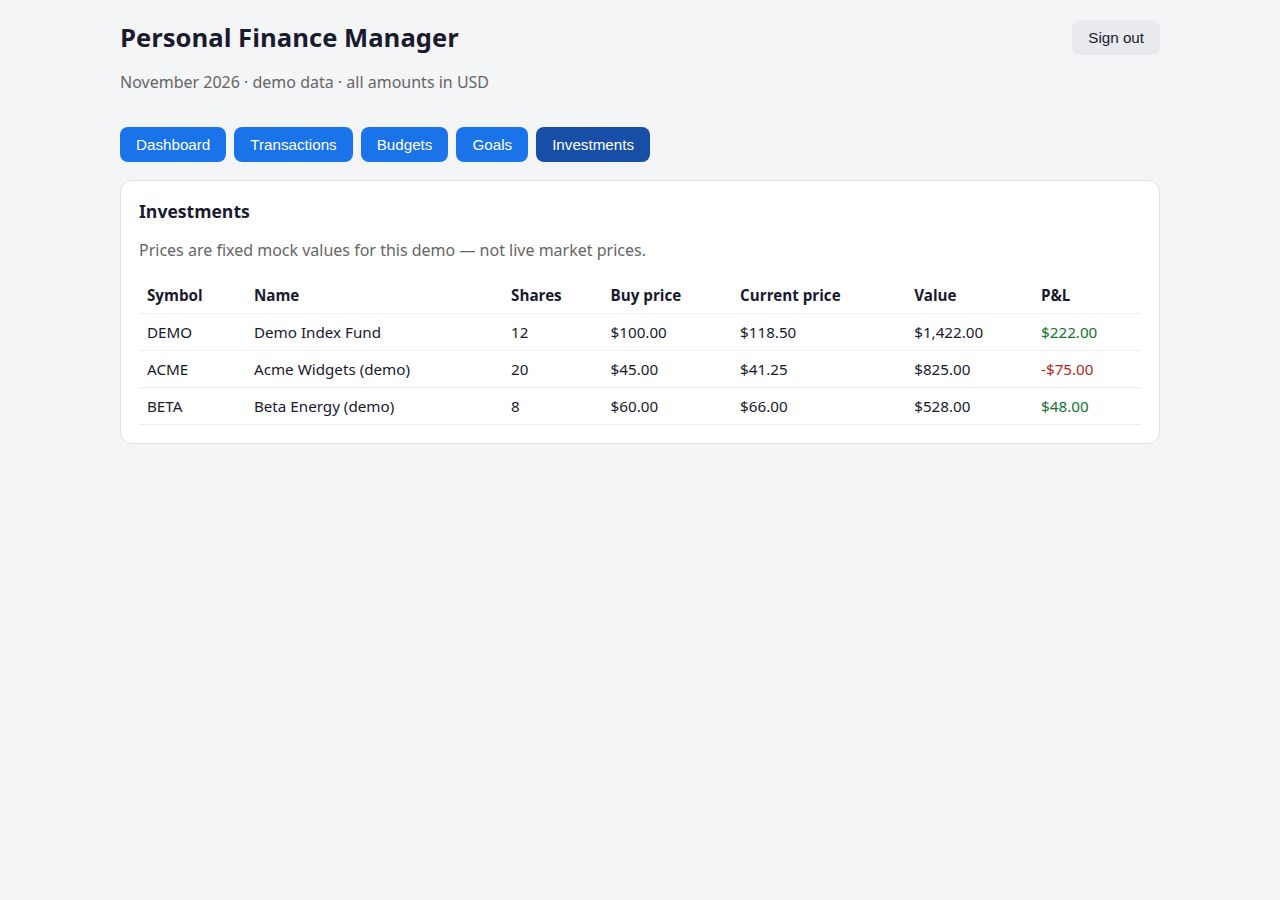 Personal Finance Manager
Sign out
November 2026 · demo data · all amounts in USD
Dashboard Transactions Budgets Goals Investments
Investments
Prices are fixed mock values for this demo — not live market prices.
Symbol Name Shares Buy price Current price Value P&L
DEMO Demo Index Fund 12 $100.00 $118.50 $1,422.00 $222.00
ACME Acme Widgets (demo) 20 $45.00 $41.25 $825.00 -$75.00
BETA Beta Energy (demo) 8 $60.00 $66.00 $528.00 $48.00